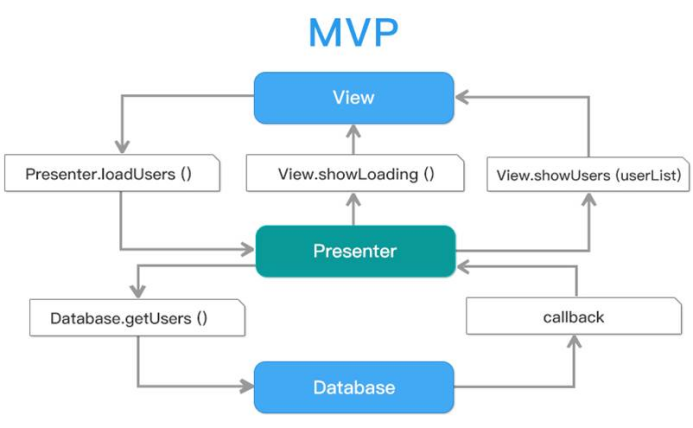 MVP
View
Presenter.loadUsers ()
View.showLoading ()
View.showUsers (userList)
Presenter
Database.getUsers ()
callback
Database